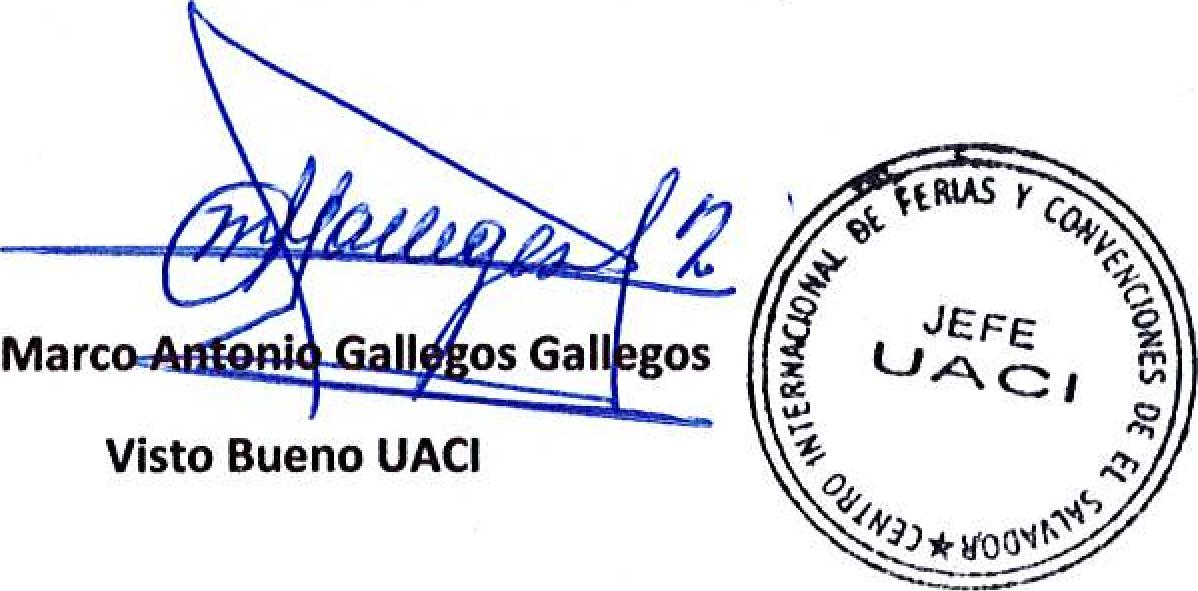 Marco Antonio Gallegos Gallegos
Visto Bueno UACI
CENTRO INTERNACIONAL DE FERIAS Y CONVENCIONES DE EL SALVADOR ★
JEFE
UACI